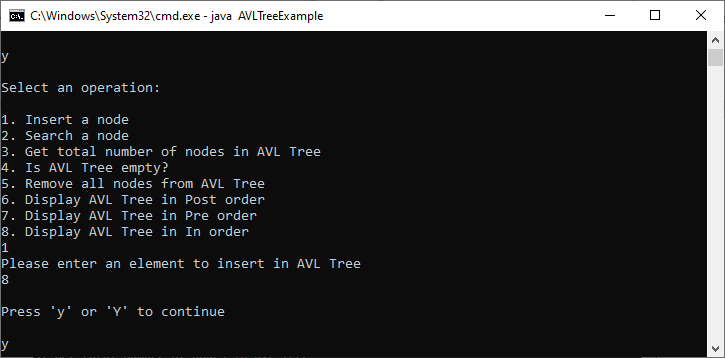 C:\Windows\System32\cmd.exe - java  AVLTreeExample
y
Select an operation:
1. Insert a node
2. Search a node
3. Get total number of nodes in AVL Tree
4. Is AVL Tree empty?
5. Remove all nodes from AVL Tree
6. Display AVL Tree in Post order
7. Display AVL Tree in Pre order
8. Display AVL Tree in In order
1
Please enter an element to insert in AVL Tree
8
Press 'y' or 'Y' to continue
y